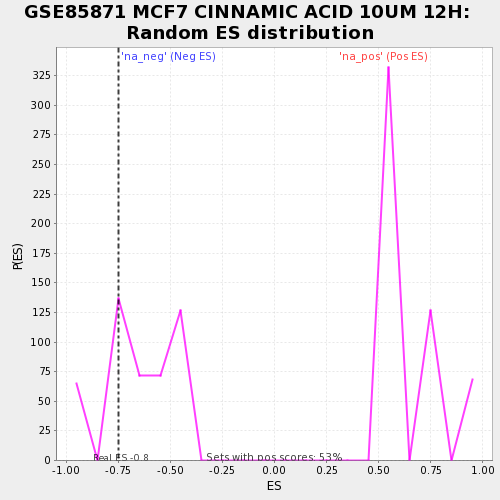 GSE85871 MCF7 CINNAMIC ACID 10UM 12H:
Random ES distribution
'na_neg' (Neg ES)
'na_pos' (Pos ES)
325
300
275
250
225
200
175
150
125
100
75
50
25
0
P(ES)
Real ES -0.8
Sets with pos scores: 53%
-1.00 -0.75 -0.50 -0.25 0.00 0.25 0.50 0.75 1.00
ES